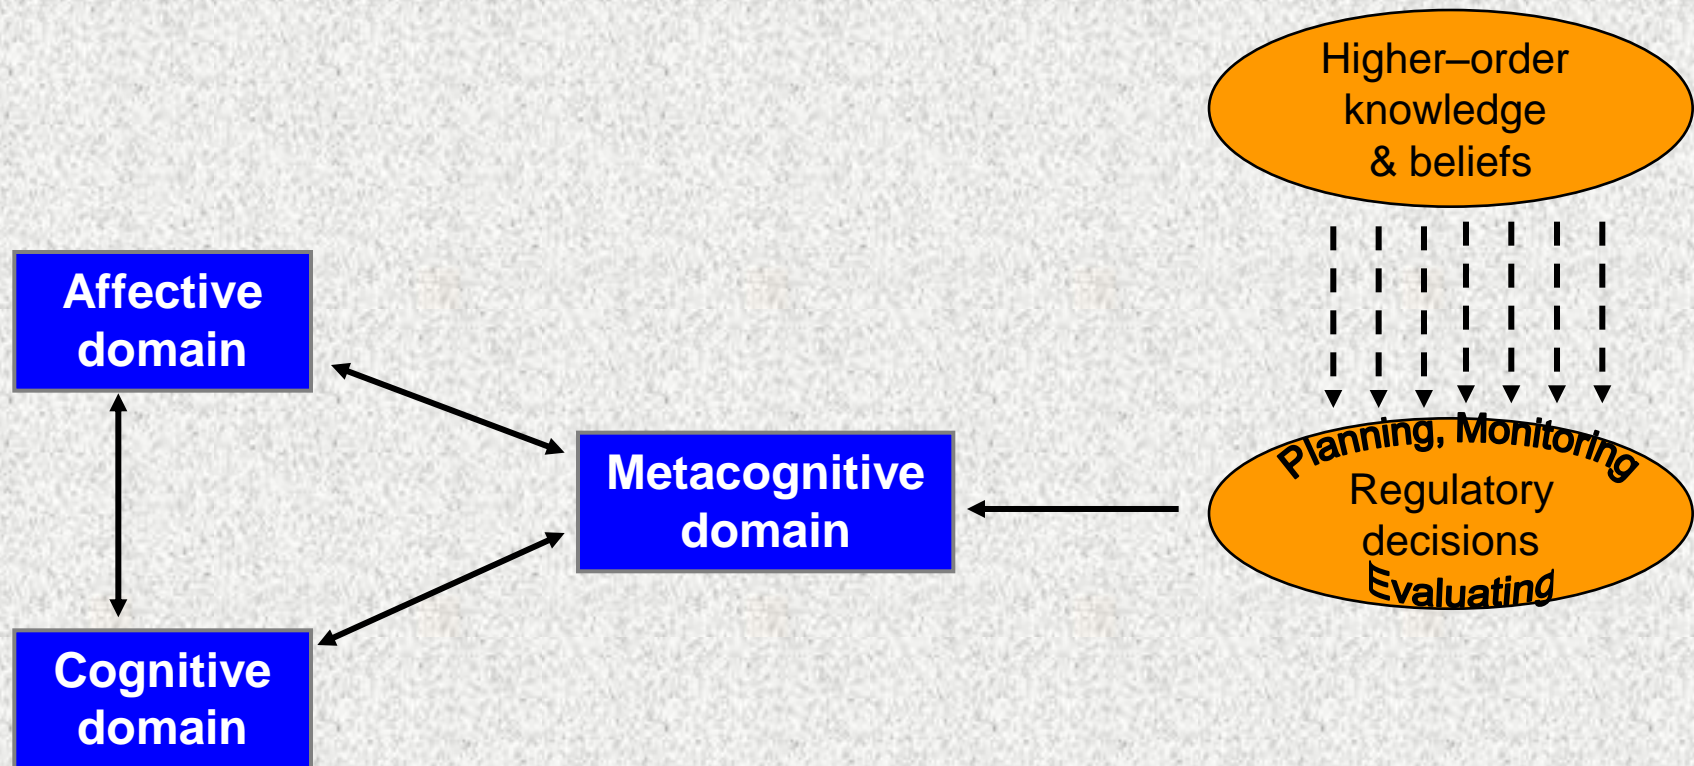 Higher–order
knowledge
& beliefs
Affective
domain
Planning, Monitoring
Metacognitive
domain
Regulatory
decisions
Evaluating
Cognitive
domain